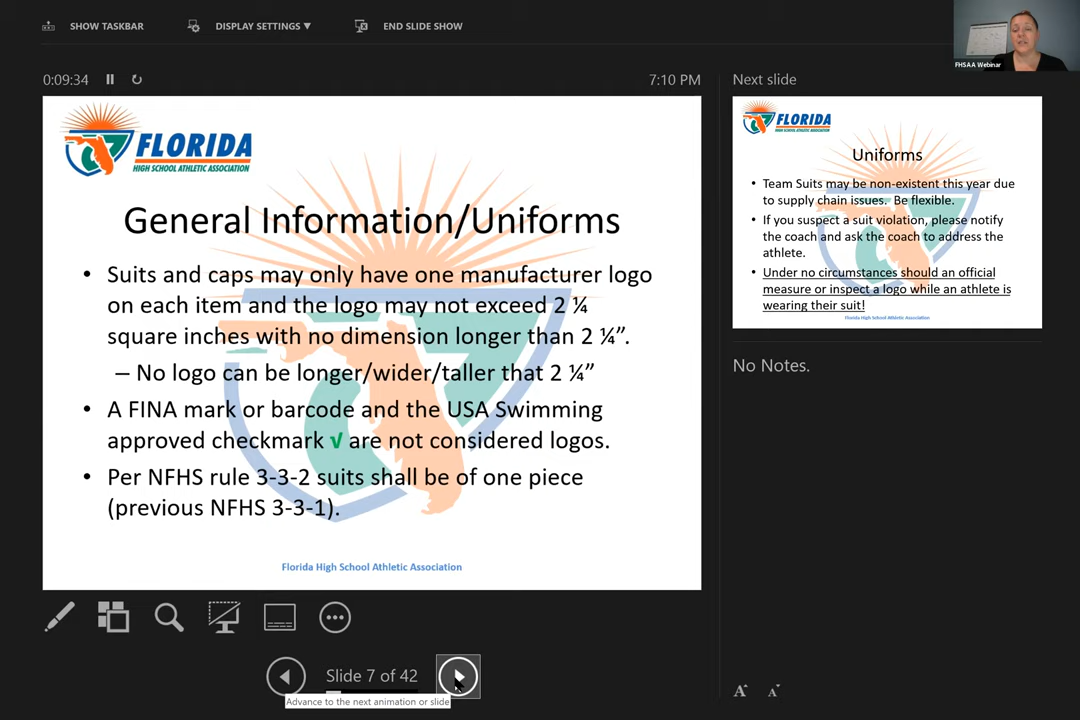 SHOW TASKBAR
DISPLAY SETTINGS ▼
END SLIDE SHOW
FHSAA Webinar
0:09:34
7:10 PM
Next slide
FLORIDA
HIGH SCHOOL ATHLETIC ASSOCIATION
General Information/Uniforms
• Suits and caps may only have one manufacturer logo
on each item and the logo may not exceed 2 ¼
square inches with no dimension longer than 2 ¼”.
– No logo can be longer/wider/taller that 2 ¼”
• A FINA mark or barcode and the USA Swimming
approved checkmark √ are not considered logos.
• Per NFHS rule 3-3-2 suits shall be of one piece
(previous NFHS 3-3-1).
Florida High School Athletic Association
FLORIDA
HIGH SCHOOL ATHLETIC ASSOCIATION
Uniforms
• Team Suits may be non-existent this year due
to supply chain issues. Be flexible.
• If you suspect a suit violation, please notify
the coach and ask the coach to address the
athlete.
• Under no circumstances should an official
measure or inspect a logo while an athlete is
wearing their suit!
Florida High School Athletic Association
No Notes.
Slide 7 of 42
Advance to the next animation or slide
A A